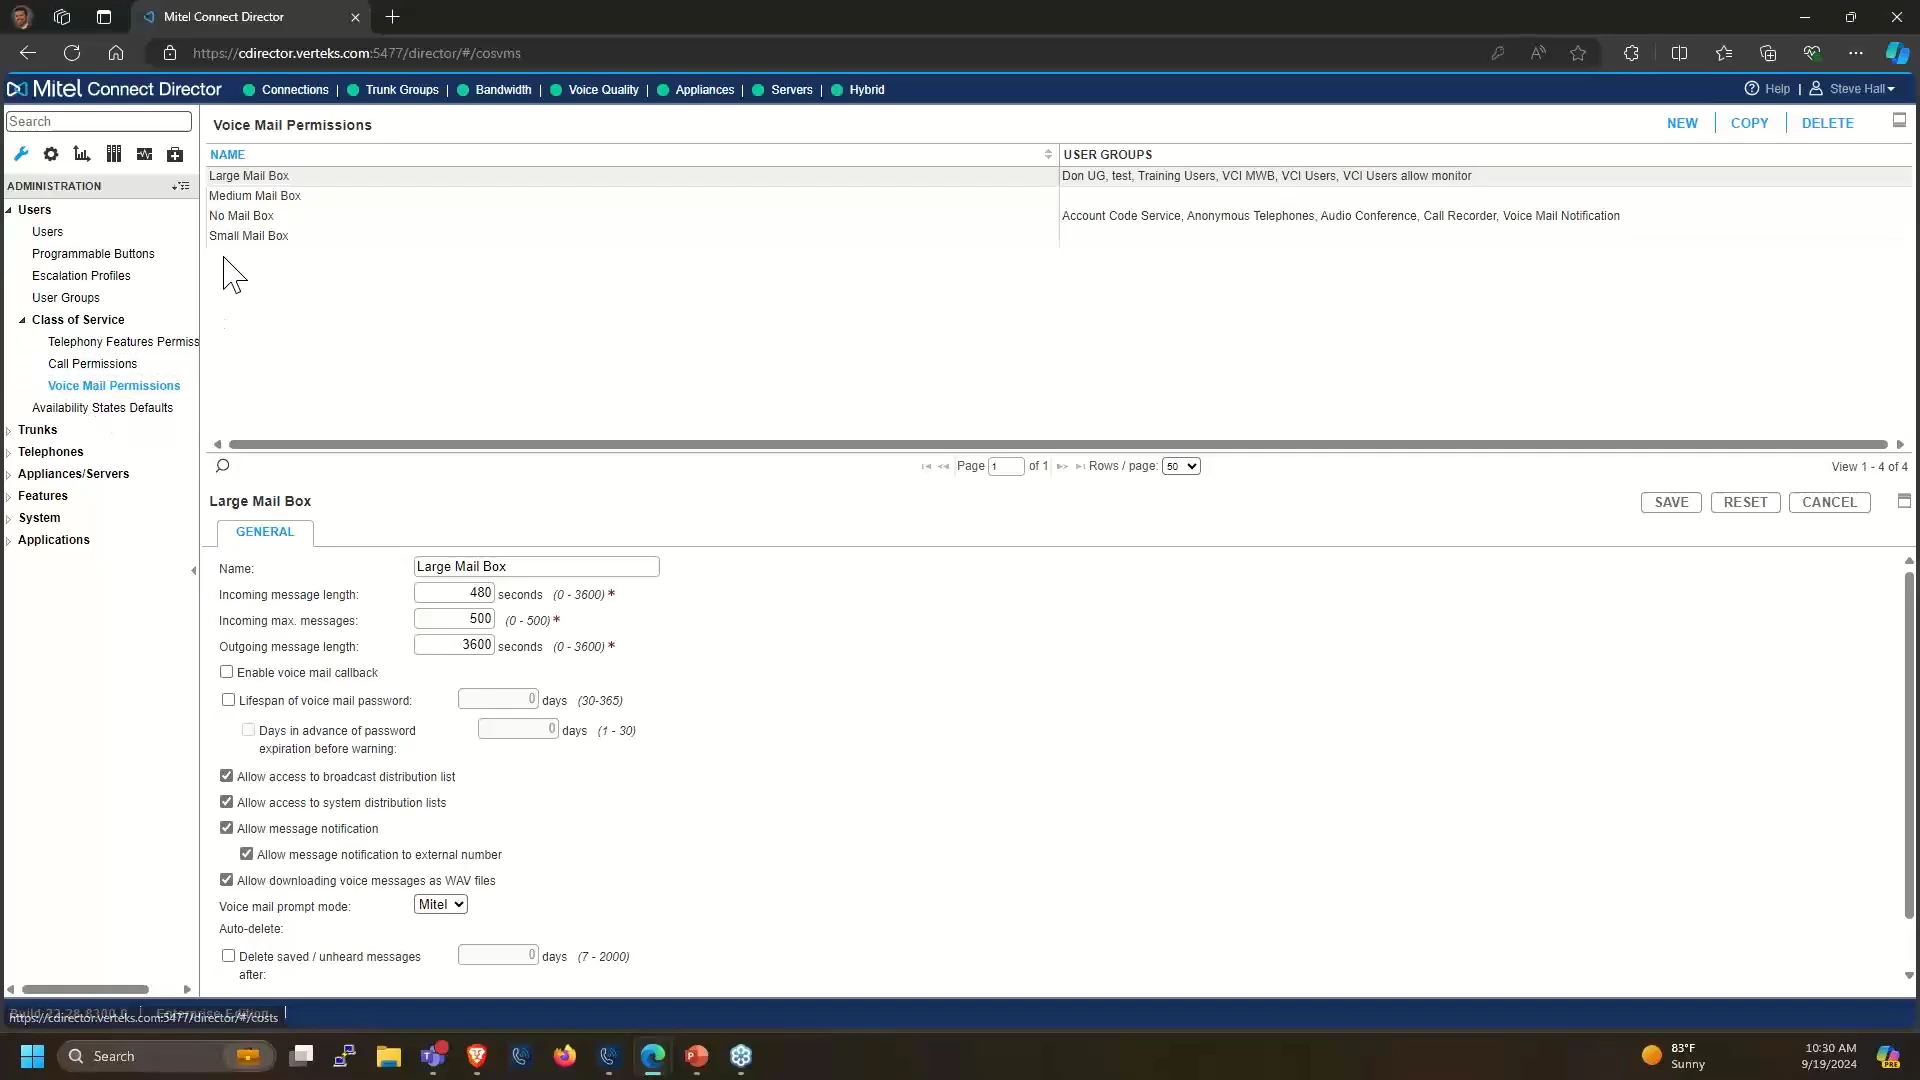 Mitel Connect Director
https://cdirector.verteks.com:5477/director/#/cosvms
Mitel Connect Director
Connections | Trunk Groups | Bandwidth | Voice Quality | Appliances | Servers | Hybrid
Help | Steve Hall
Search
Voice Mail Permissions
NEW COPY DELETE
NAME USER GROUPS
Large Mail Box Don UG, test, Training Users, VCI MWB, VCI Users, VCI Users allow monitor
Medium Mail Box
No Mail Box Account Code Service, Anonymous Telephones, Audio Conference, Call Recorder, Voice Mail Notification
Small Mail Box
ADMINISTRATION
Users
Users
Programmable Buttons
Escalation Profiles
User Groups
Class of Service
Telephony Features Permiss
Call Permissions
Voice Mail Permissions
Availability States Defaults
Trunks
Telephones
Appliances/Servers
Features
System
Applications
Page 1 of 1 Rows / page: 50
View 1 - 4 of 4
Large Mail Box
SAVE RESET CANCEL
GENERAL
Name: Large Mail Box
Incoming message length: 480 seconds (0 - 3600) *
Incoming max. messages: 500 (0 - 500) *
Outgoing message length: 3600 seconds (0 - 3600) *
Enable voice mail callback
Lifespan of voice mail password: 0 days (30-365)
Days in advance of password
expiration before warning: 0 days (1 - 30)
Allow access to broadcast distribution list
Allow access to system distribution lists
Allow message notification
Allow message notification to external number
Allow downloading voice messages as WAV files
Voice mail prompt mode: Mitel
Auto-delete:
Delete saved / unheard messages
after: 0 days (7 - 2000)
https://cdirector.verteks.com:5477/director/#/costs
Search
83°F
Sunny
10:30 AM
9/19/2024
PRE